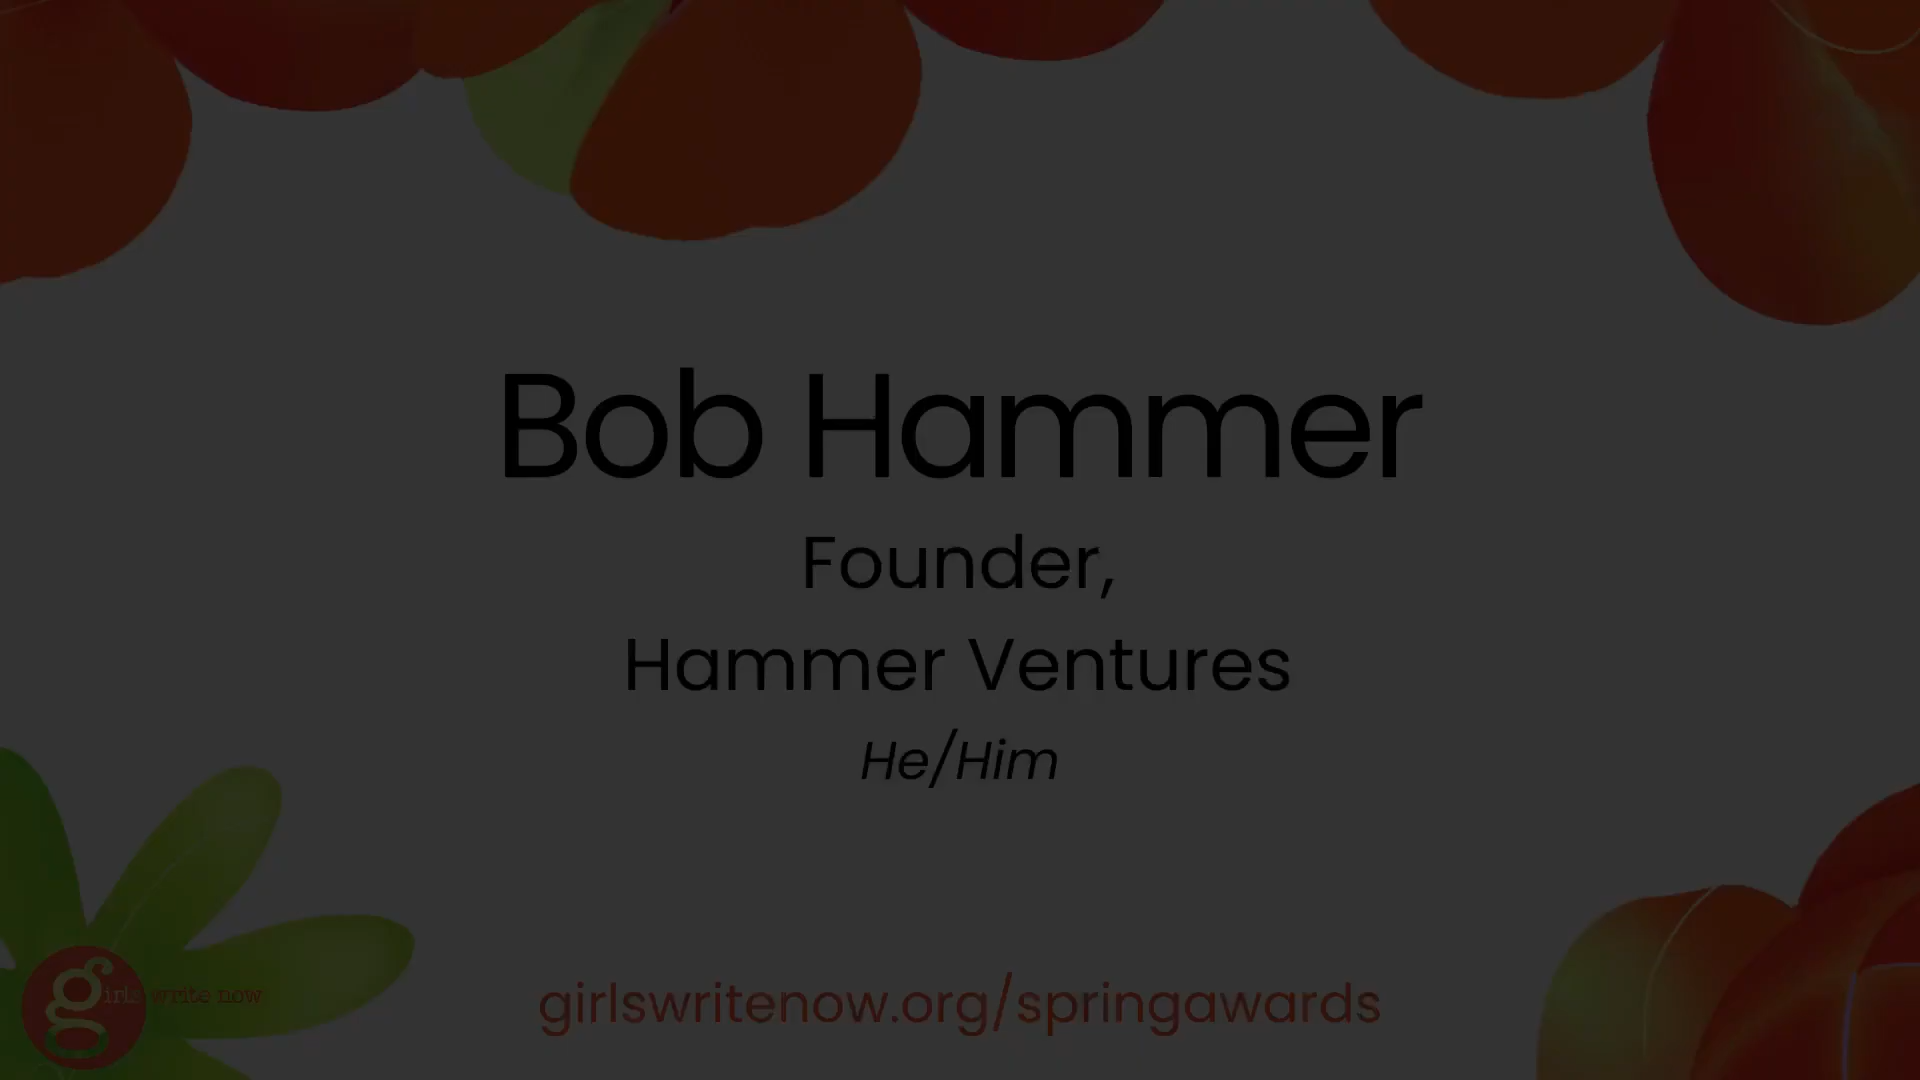 Bob Hammer
Founder,
Hammer Ventures
He/Him
girls write now
girlswritenow.org/springawards